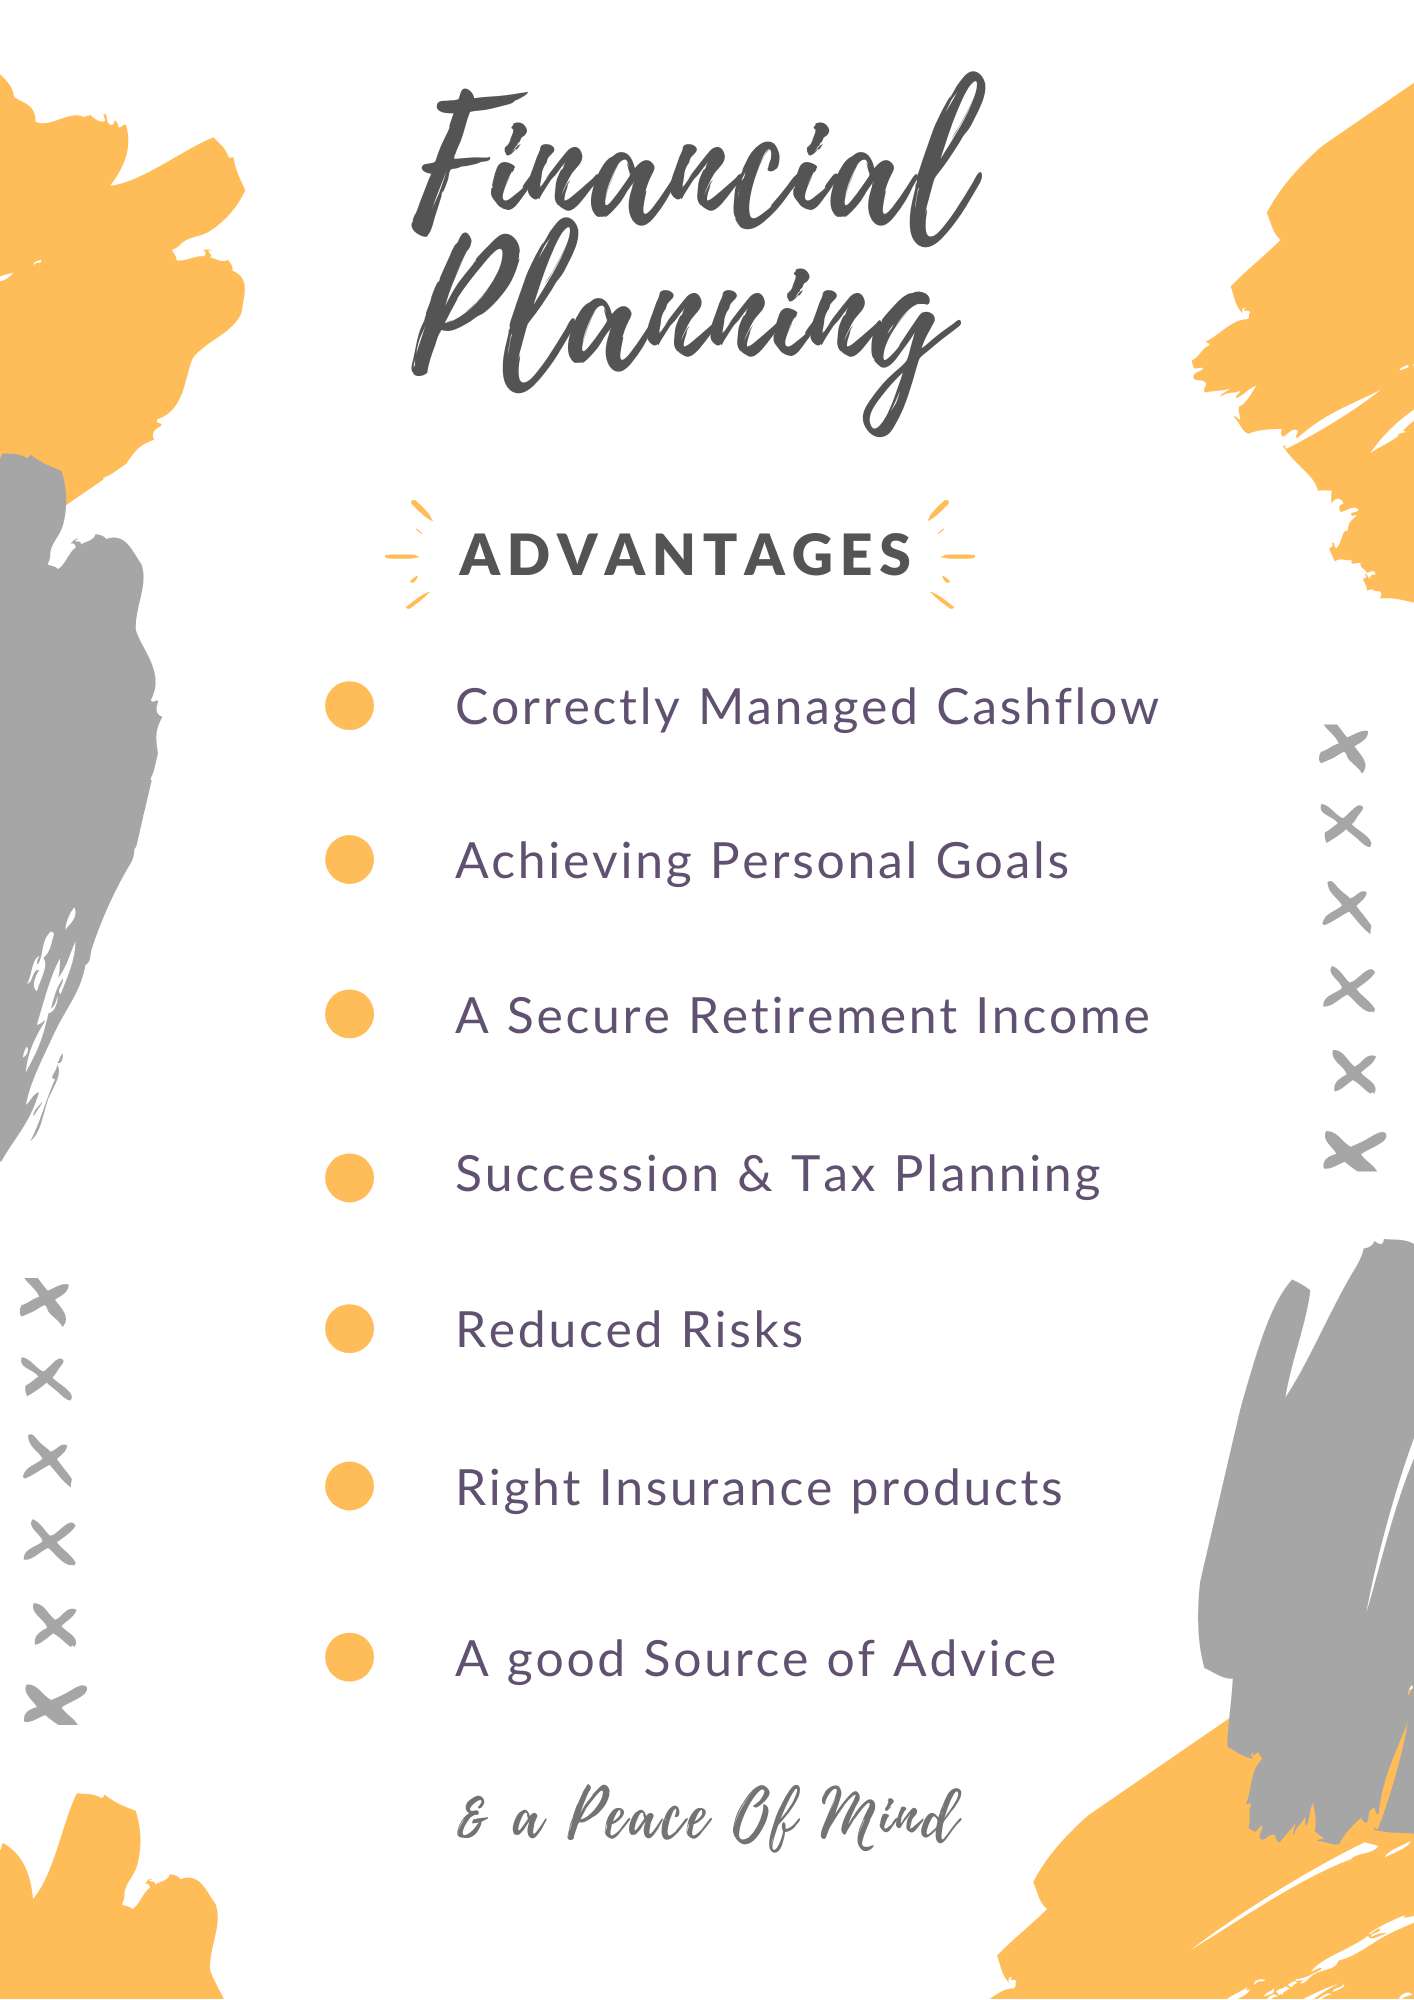 Financial
Planning
ADVANTAGES
Correctly Managed Cashflow
Achieving Personal Goals
A Secure Retirement Income
Succession & Tax Planning
Reduced Risks
Right Insurance products
A good Source of Advice
& a Peace Of Mind